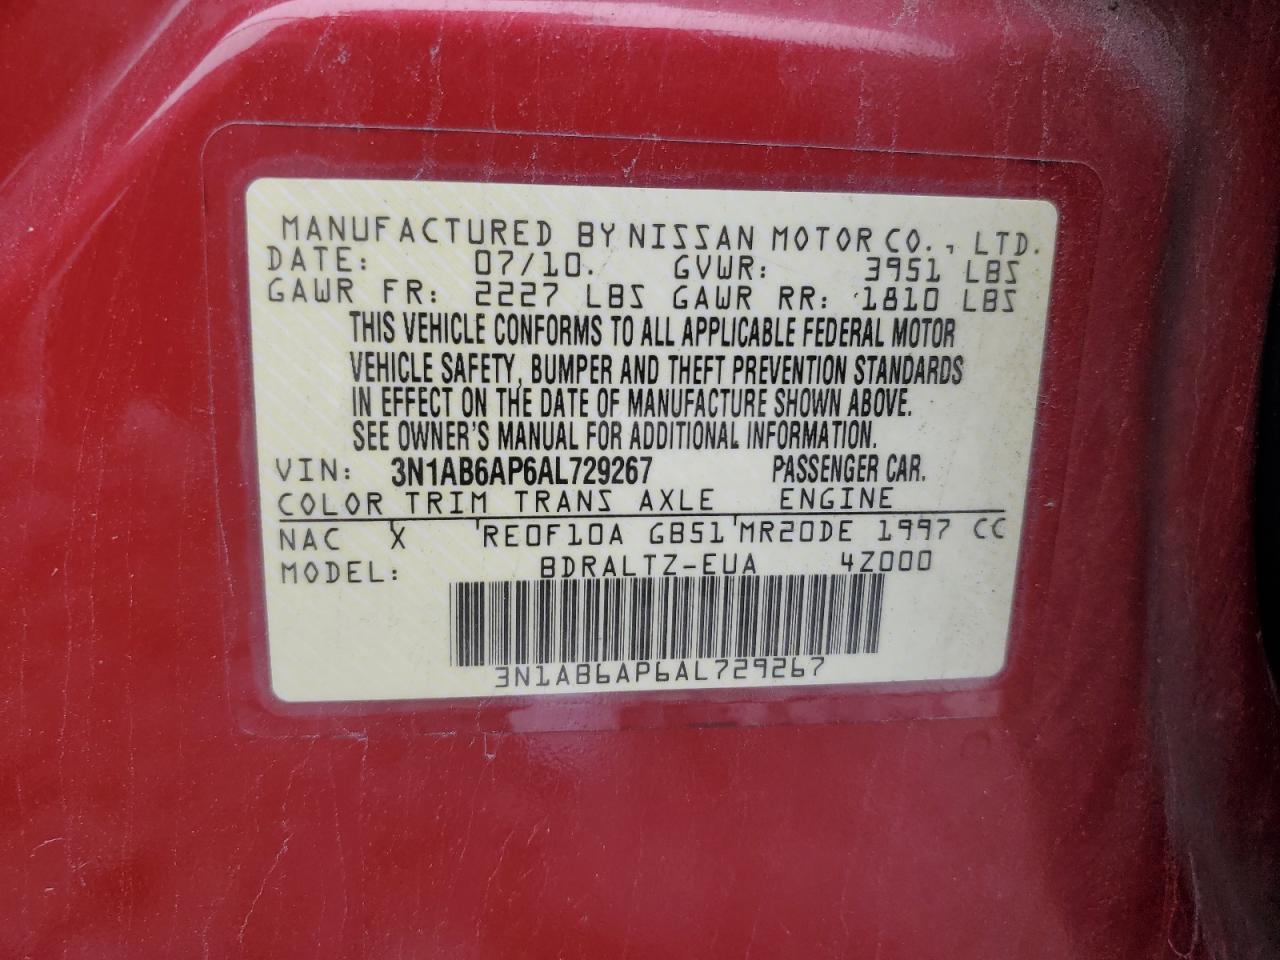 MANUFACTURED BY NISSAN MOTOR CO., LTD.
DATE: 07/10. GVWR: 3951 LBS
GAWR FR: 2227 LBS GAWR RR: 1810 LBS
THIS VEHICLE CONFORMS TO ALL APPLICABLE FEDERAL MOTOR
VEHICLE SAFETY, BUMPER AND THEFT PREVENTION STANDARDS
IN EFFECT ON THE DATE OF MANUFACTURE SHOWN ABOVE.
SEE OWNER'S MANUAL FOR ADDITIONAL INFORMATION.
VIN: 3N1AB6AP6AL729267 PASSENGER CAR.
COLOR TRIM TRANS AXLE ENGINE
NAC X RE0F10A GB51 MR20DE 1997 CC
MODEL: BDRALTZ-EUA 4Z000
3N1AB6AP6AL729267